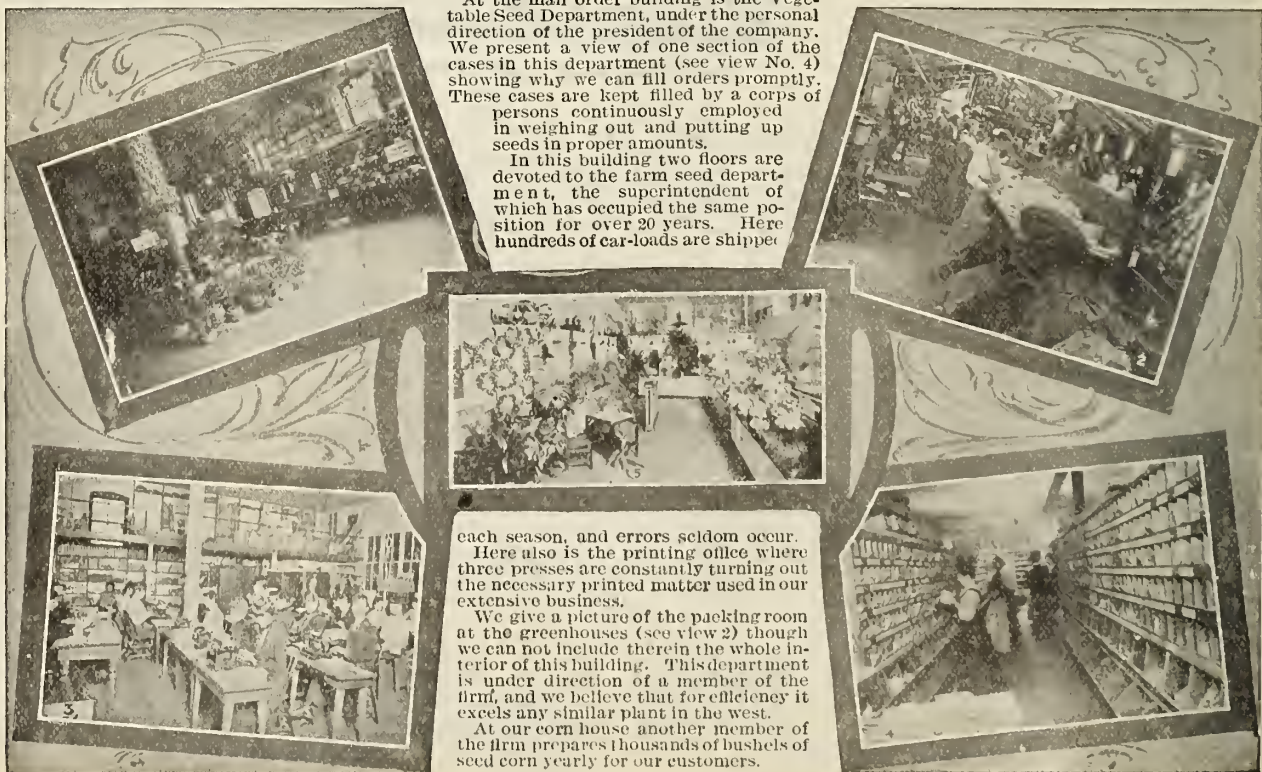 At the mail order building is the Vege-
table Seed Department, under the personal
direction of the president of the company.
We present a view of one section of the
cases in this department (see view No. 4)
showing why we can fill orders promptly.
These cases are kept filled by a corps of
persons continuously employed
in weighing out and putting up
seeds in proper amounts.
In this building two floors are
devoted to the farm seed depart-
ment, the superintendent of
which has occupied the same po-
sition for over 20 years. Here
hundreds of car-loads are shipped
2
5
each season, and errors seldom occur.
Here also is the printing office where
three presses are constantly turning out
the necessary printed matter used in our
extensive business.
We give a picture of the packing room
at the greenhouses (see view 2) though
we can not include therein the whole in-
terior of this building. This department
is under direction of a member of the
firm, and we believe that for efficiency it
excels any similar plant in the west.
At our corn house another member of
the firm prepares thousands of bushels of
seed corn yearly for our customers.
3
4